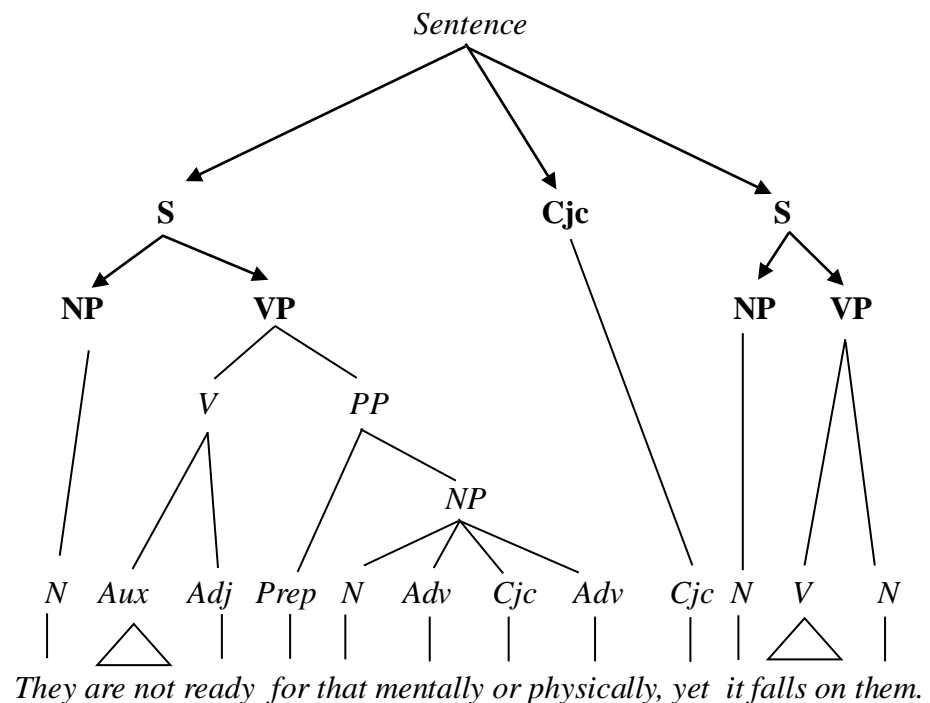 Sentence
S Cjc S
NP VP NP VP
V PP
NP
N Aux Adj Prep N Adv Cjc Adv Cjc N V N
They are not ready for that mentally or physically, yet it falls on them.